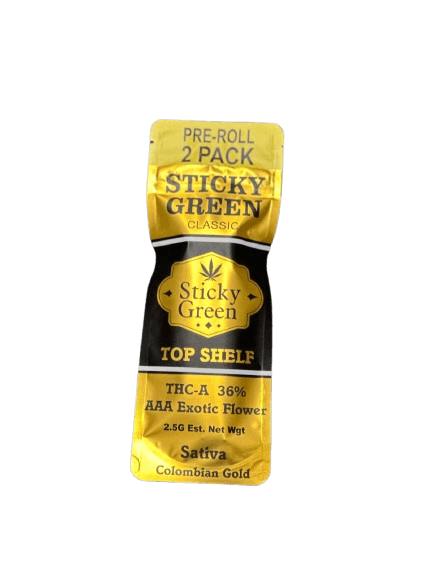 PRE-ROLL
2 PACK
STICKY
GREEN
CLASSIC
Sticky
Green
TOP SHELF
THC-A 36%
AAA Exotic Flower
2.5G Est. Net Wgt
Sativa
Colombian Gold